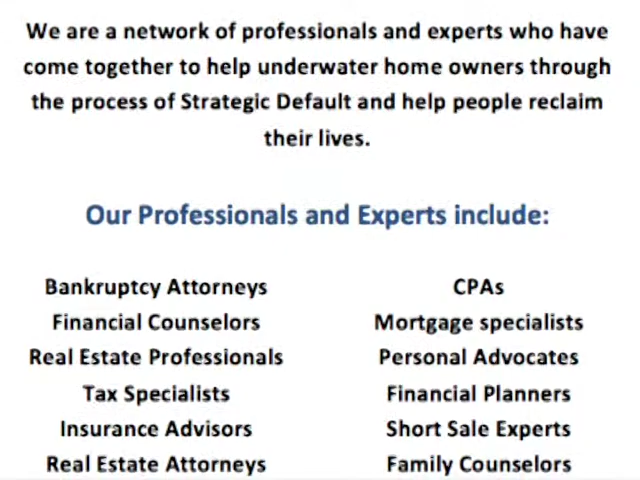 We are a network of professionals and experts who have
come together to help underwater home owners through
the process of Strategic Default and help people reclaim
their lives.
Our Professionals and Experts include:
Bankruptcy Attorneys
Financial Counselors
Real Estate Professionals
Tax Specialists
Insurance Advisors
Real Estate Attorneys
CPAs
Mortgage specialists
Personal Advocates
Financial Planners
Short Sale Experts
Family Counselors